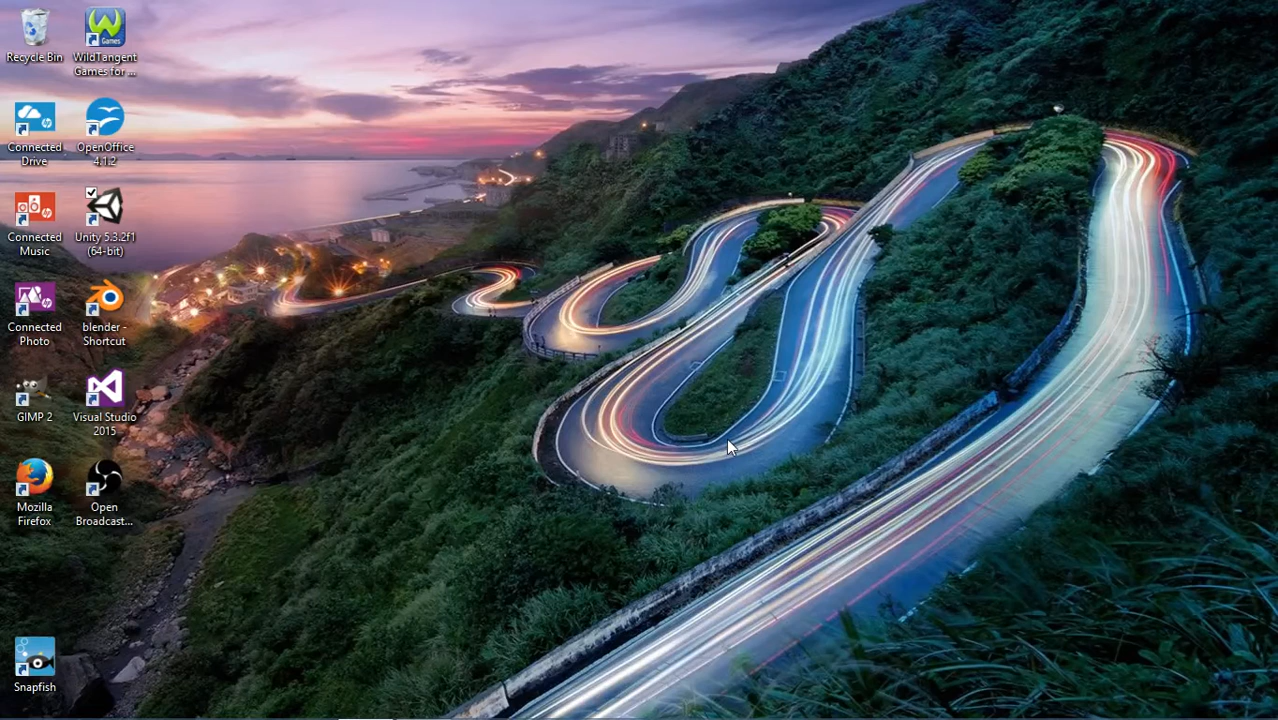 Recycle Bin
WildTangent
Games for ...
Games
Connected
Drive
OpenOffice
4.1.2
Connected
Music
Unity 5.3.2f1
(64-bit)
Connected
Photo
blender -
Shortcut
GIMP 2
Visual Studio
2015
Mozilla
Firefox
Open
Broadcast...
Snapfish